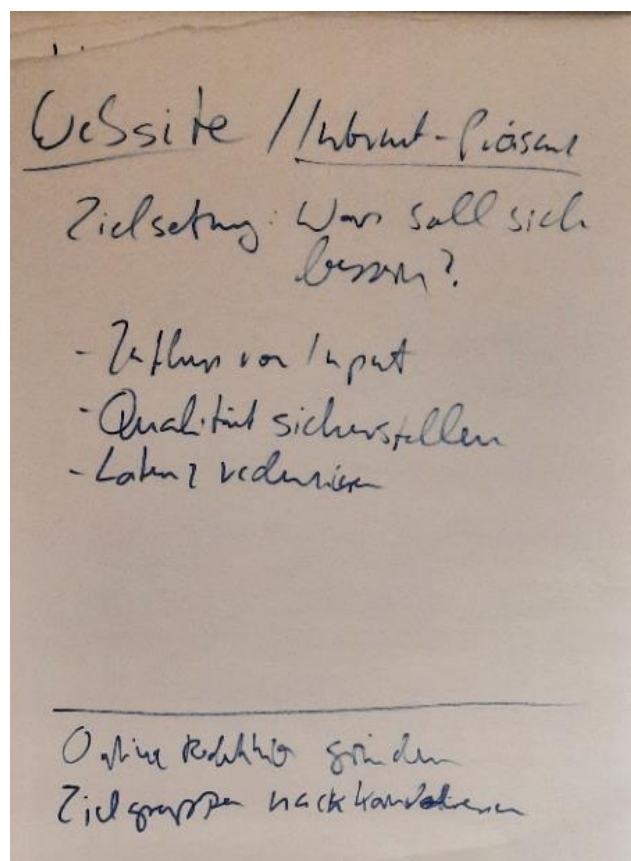 Website / Internet-Präsenz
Zielsetzung: Was soll sich
bessern?
- Zufluss von Input
- Qualität sicherstellen
- Latenz reduzieren
Online Redaktion gründen
Zielgruppen